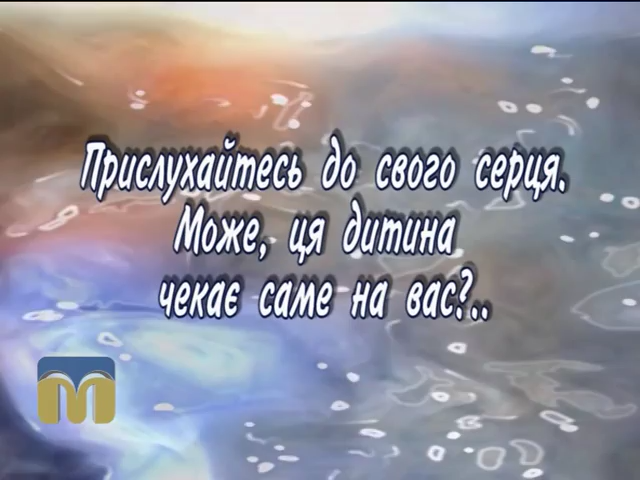 Прислухайтесь до свого серця.
Може, ця дитина
чекає саме на вас?..